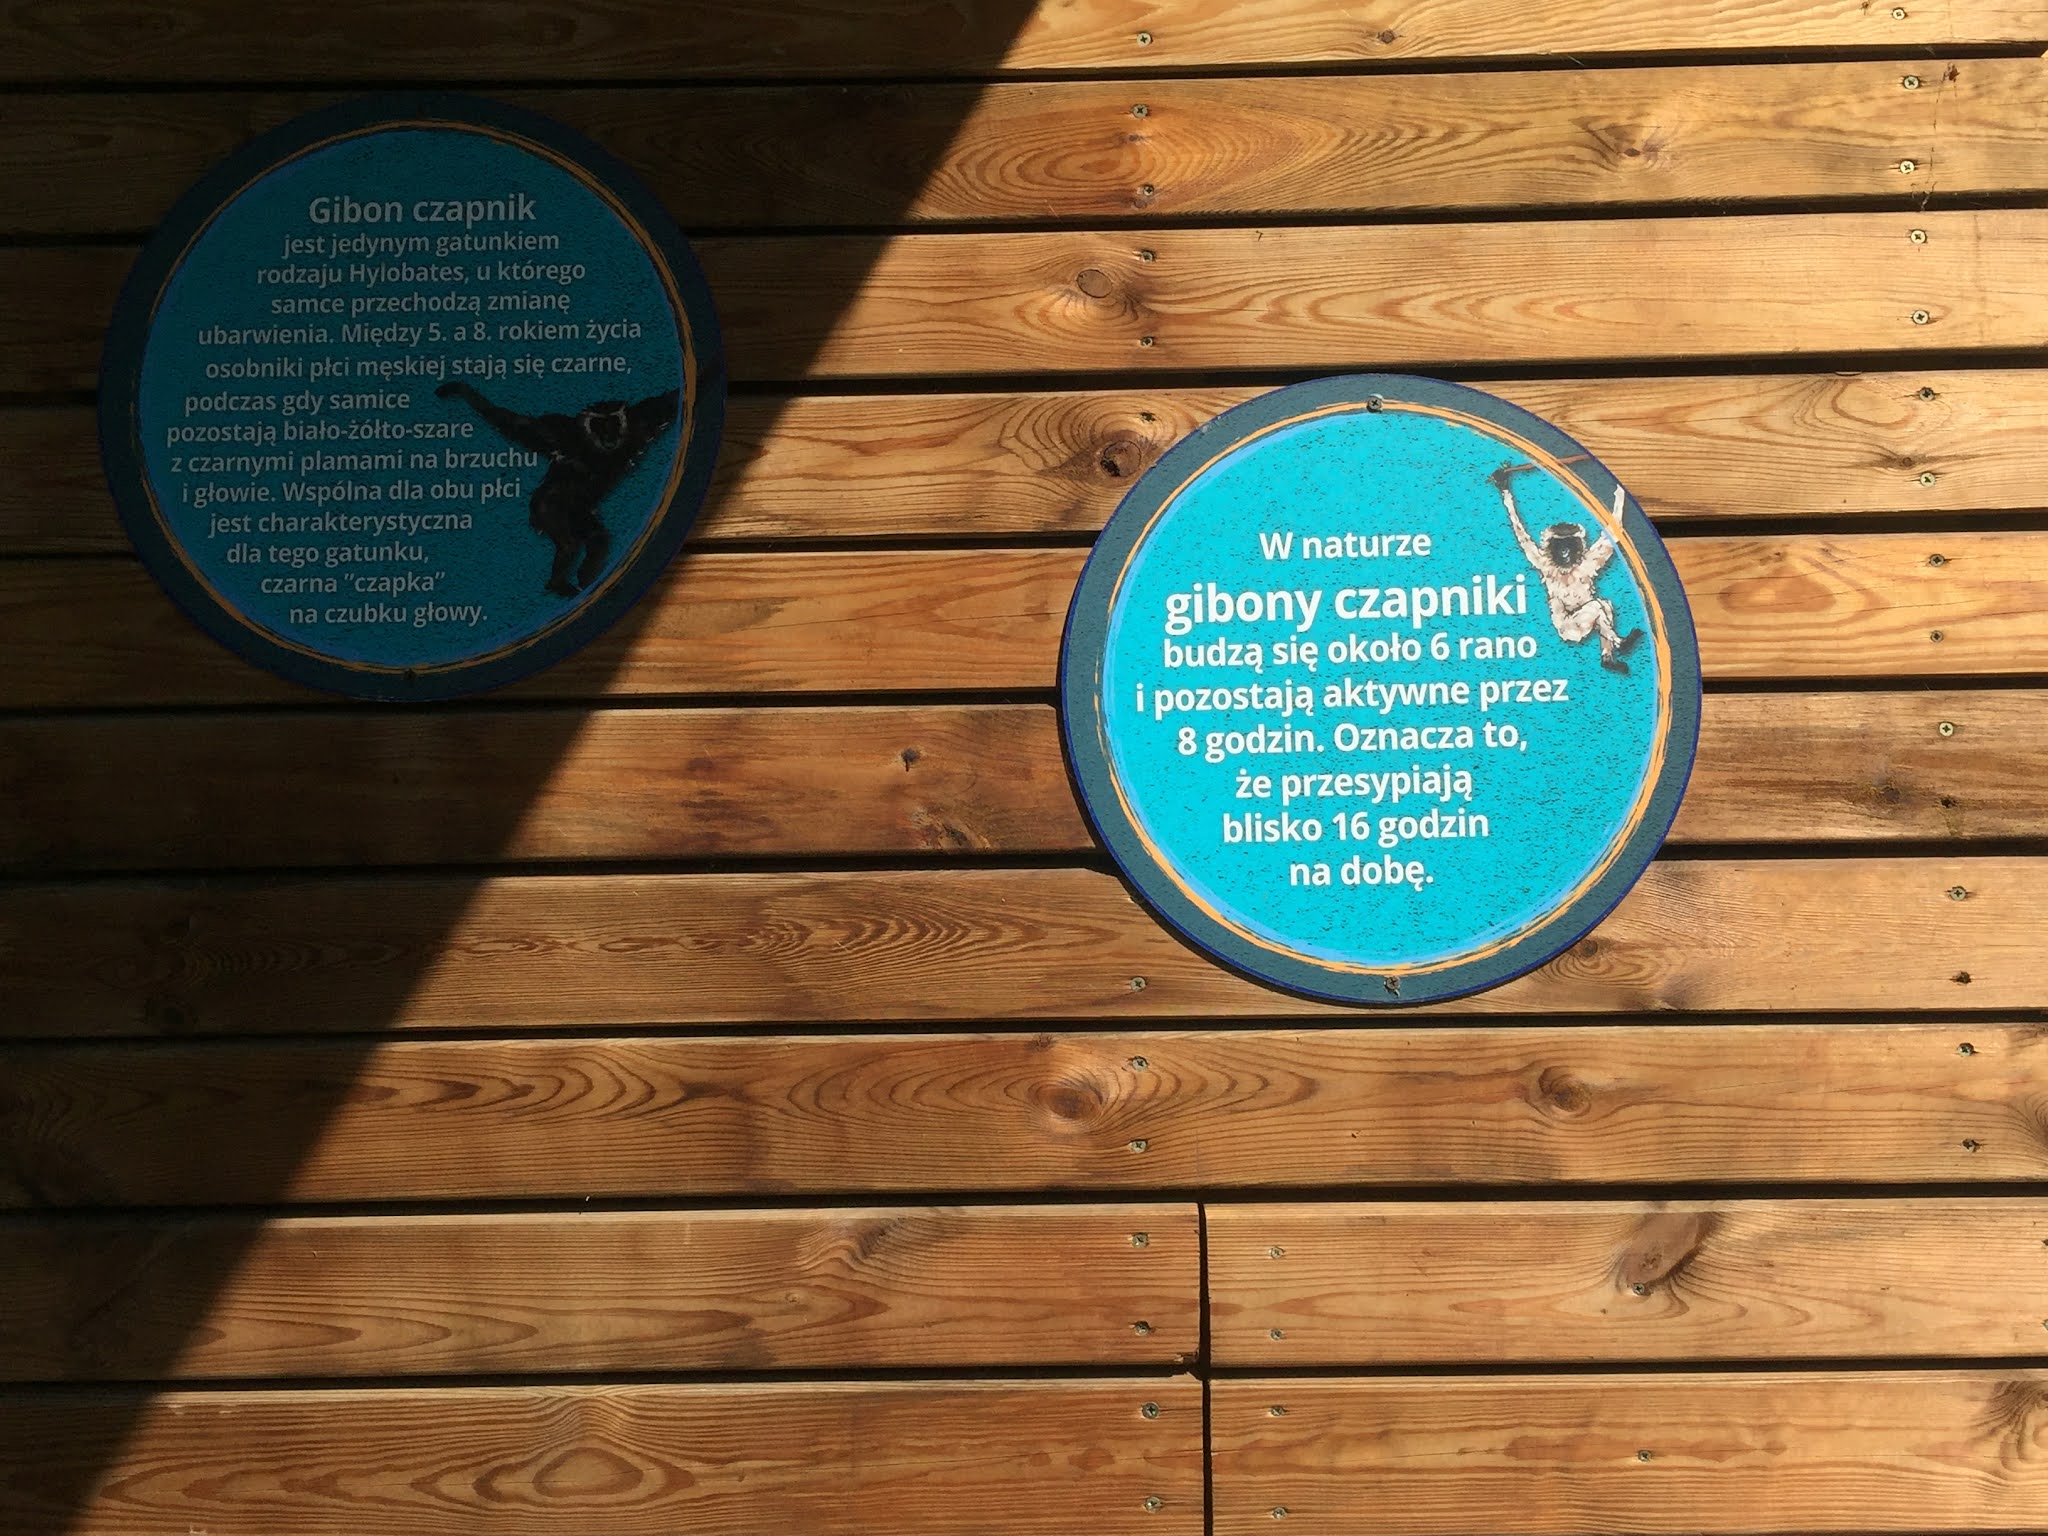 Gibon czapnik
jest jedynym gatunkiem
rodzaju Hylobates, u którego
samce przechodzą zmianę
ubarwienia. Między 5. a 8. rokiem życia
osobniki płci męskiej stają się czarne,
podczas gdy samice
pozostają biało-żółto-szare
z czarnymi plamami na brzuchu
i głowie. Wspólna dla obu płci
jest charakterystyczna
dla tego gatunku,
czarna "czapka"
na czubku głowy.
W naturze
gibony czapniki
budzą się około 6 rano
i pozostają aktywne przez
8 godzin. Oznacza to,
że przesypiają
blisko 16 godzin
na dobę.